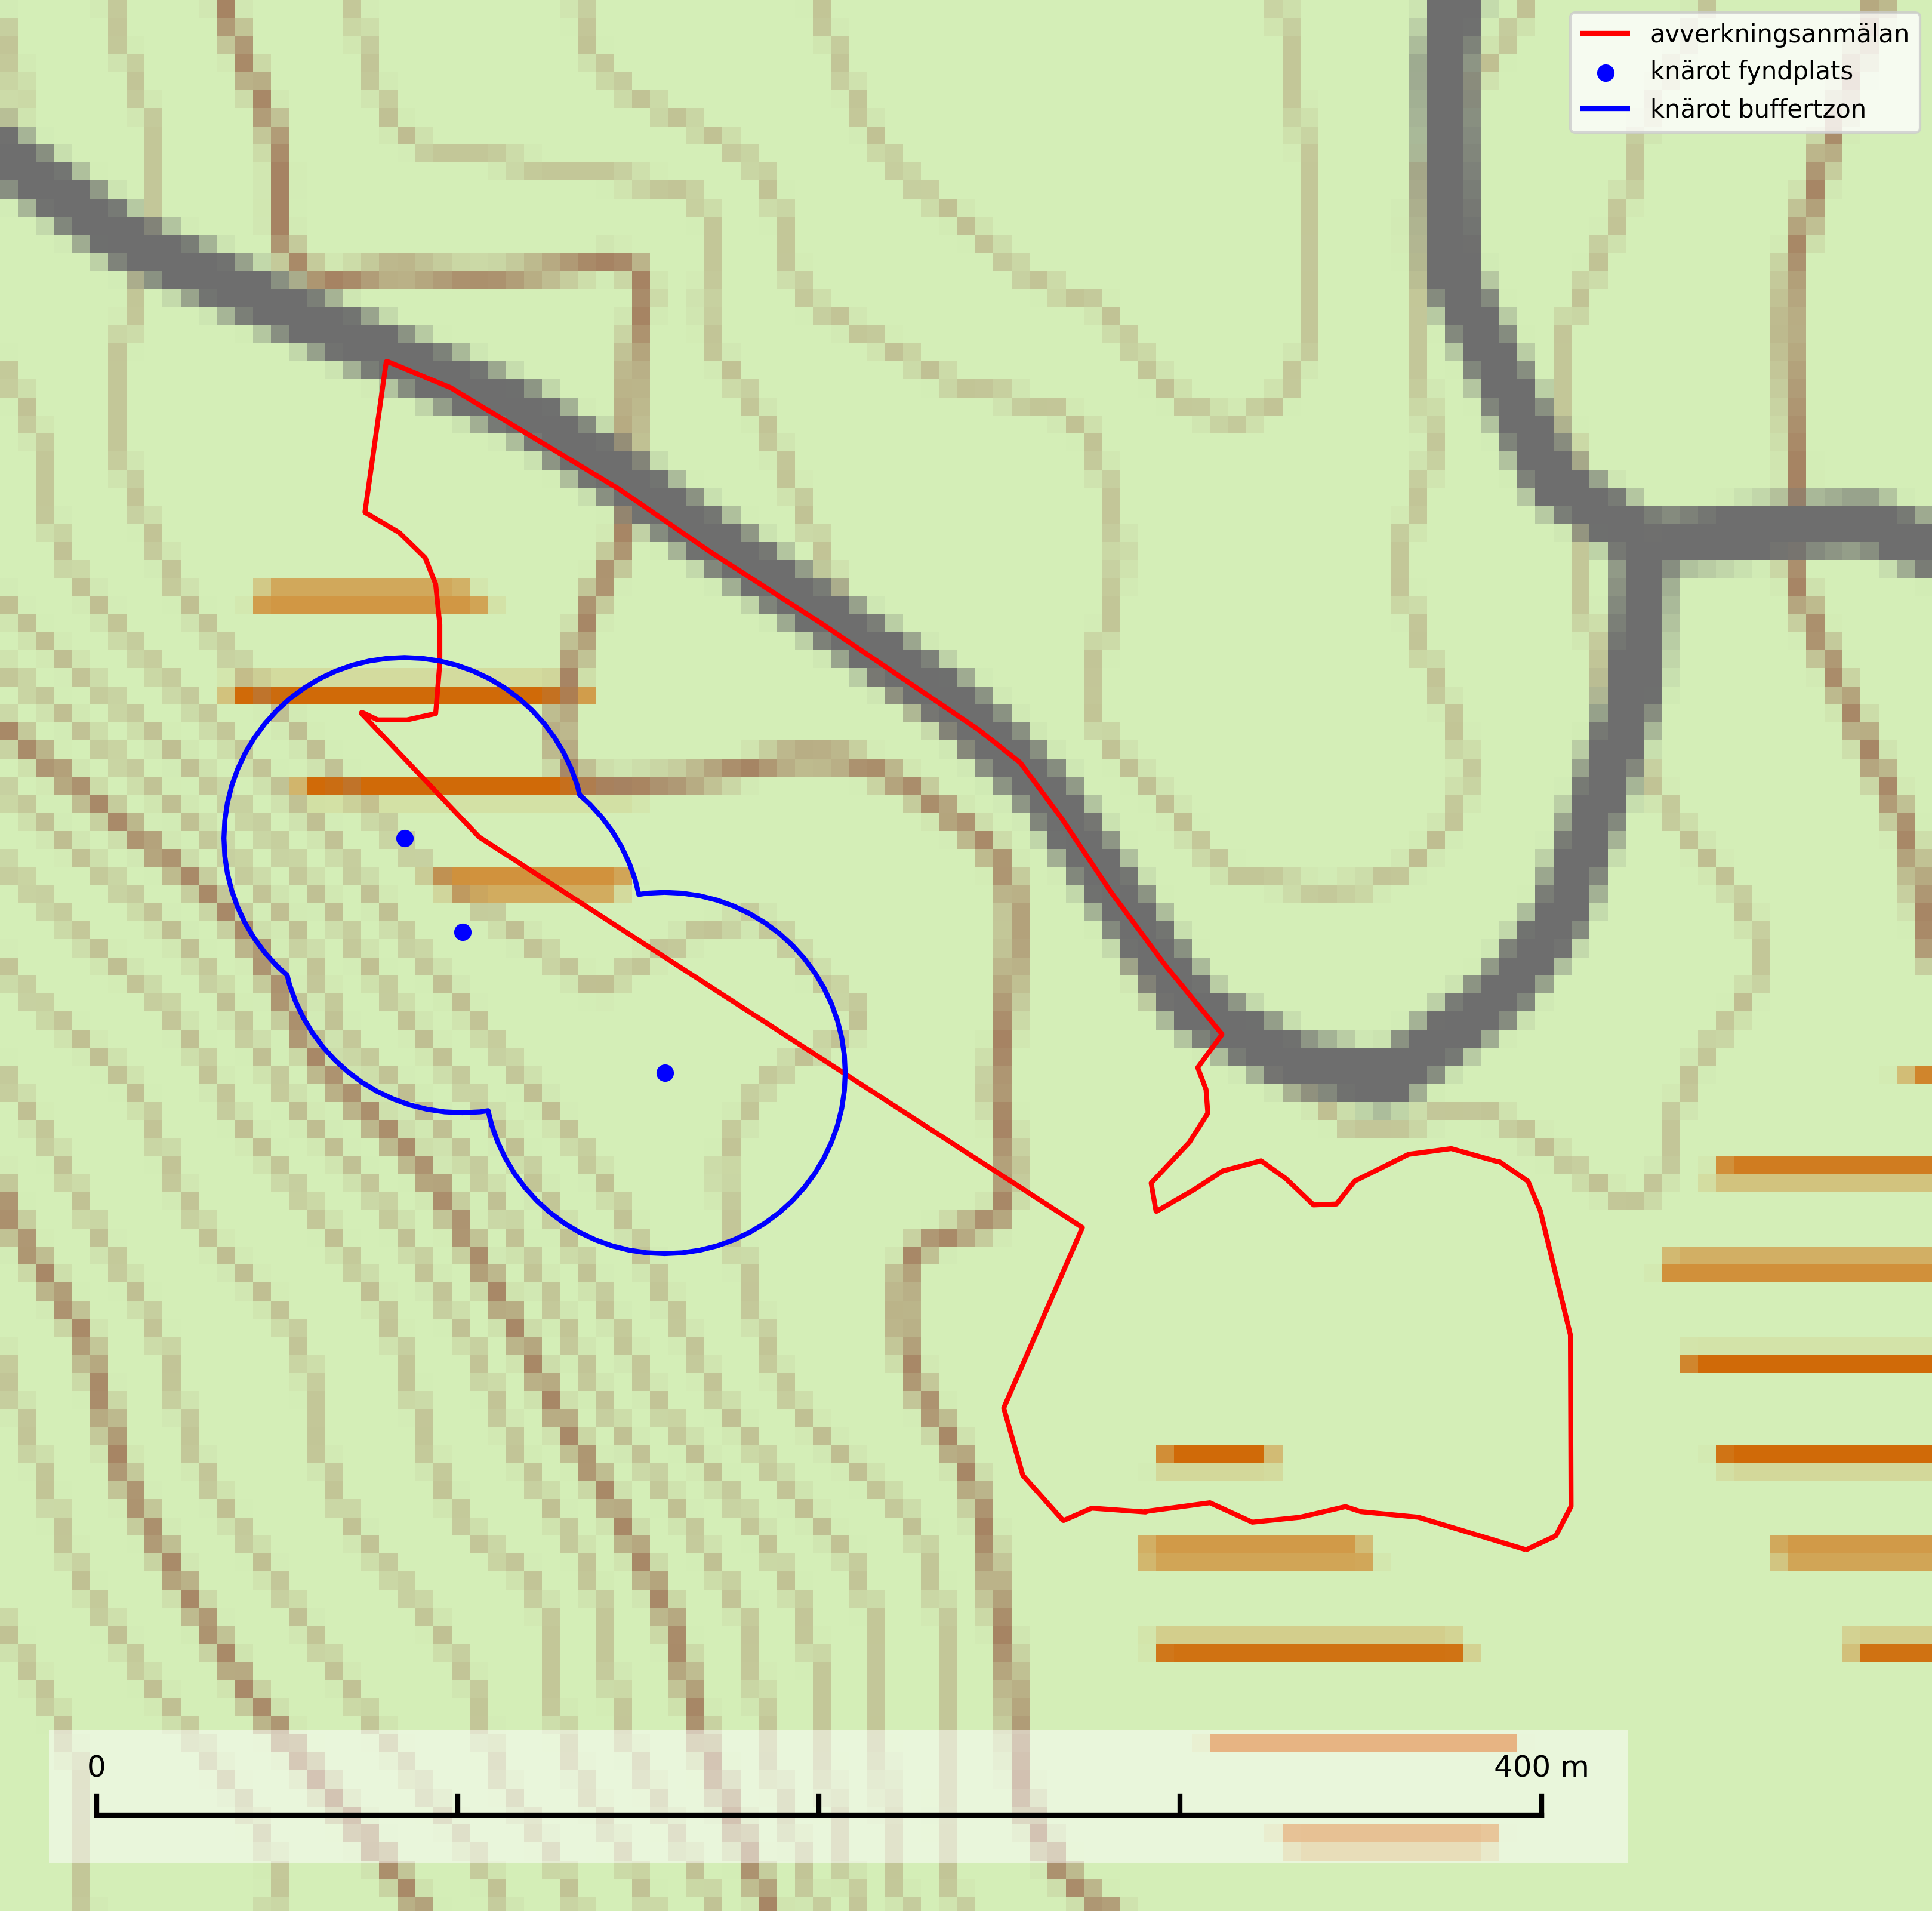 avverkningsanmälan
knärot fyndplats
knärot buffertzon
0
400 m